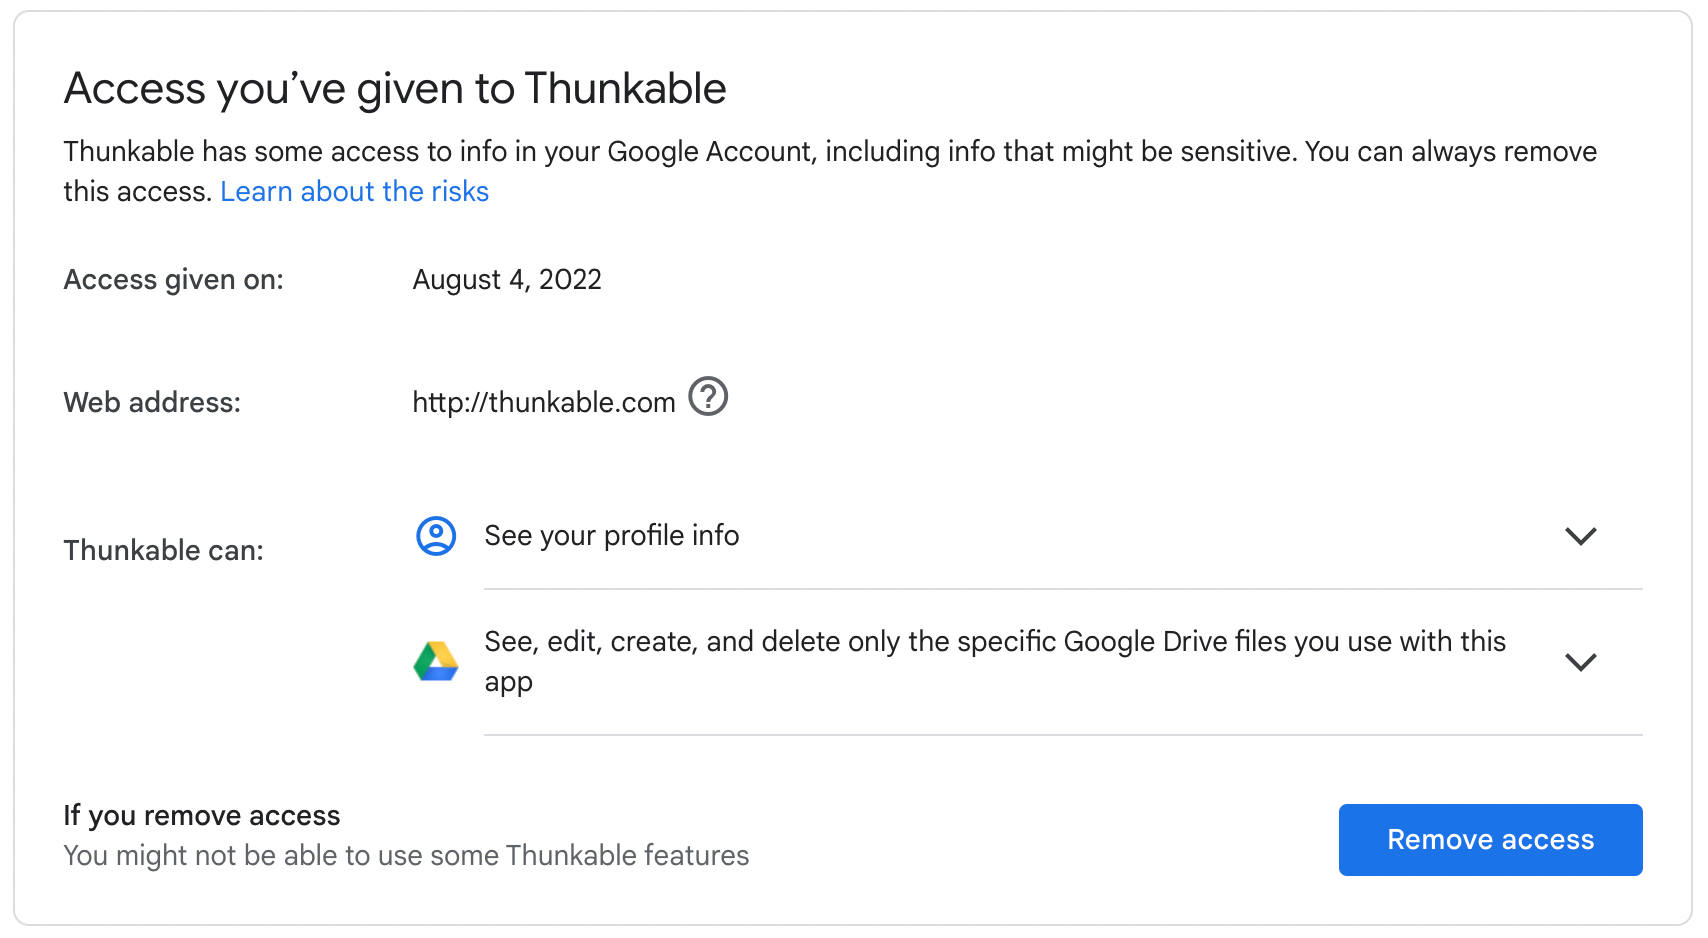 Access you’ve given to Thunkable
Thunkable has some access to info in your Google Account, including info that might be sensitive. You can always remove
this access. Learn about the risks
Access given on: August 4, 2022
Web address: http://thunkable.com
Thunkable can: See your profile info
See, edit, create, and delete only the specific Google Drive files you use with this
app
If you remove access
You might not be able to use some Thunkable features
Remove access